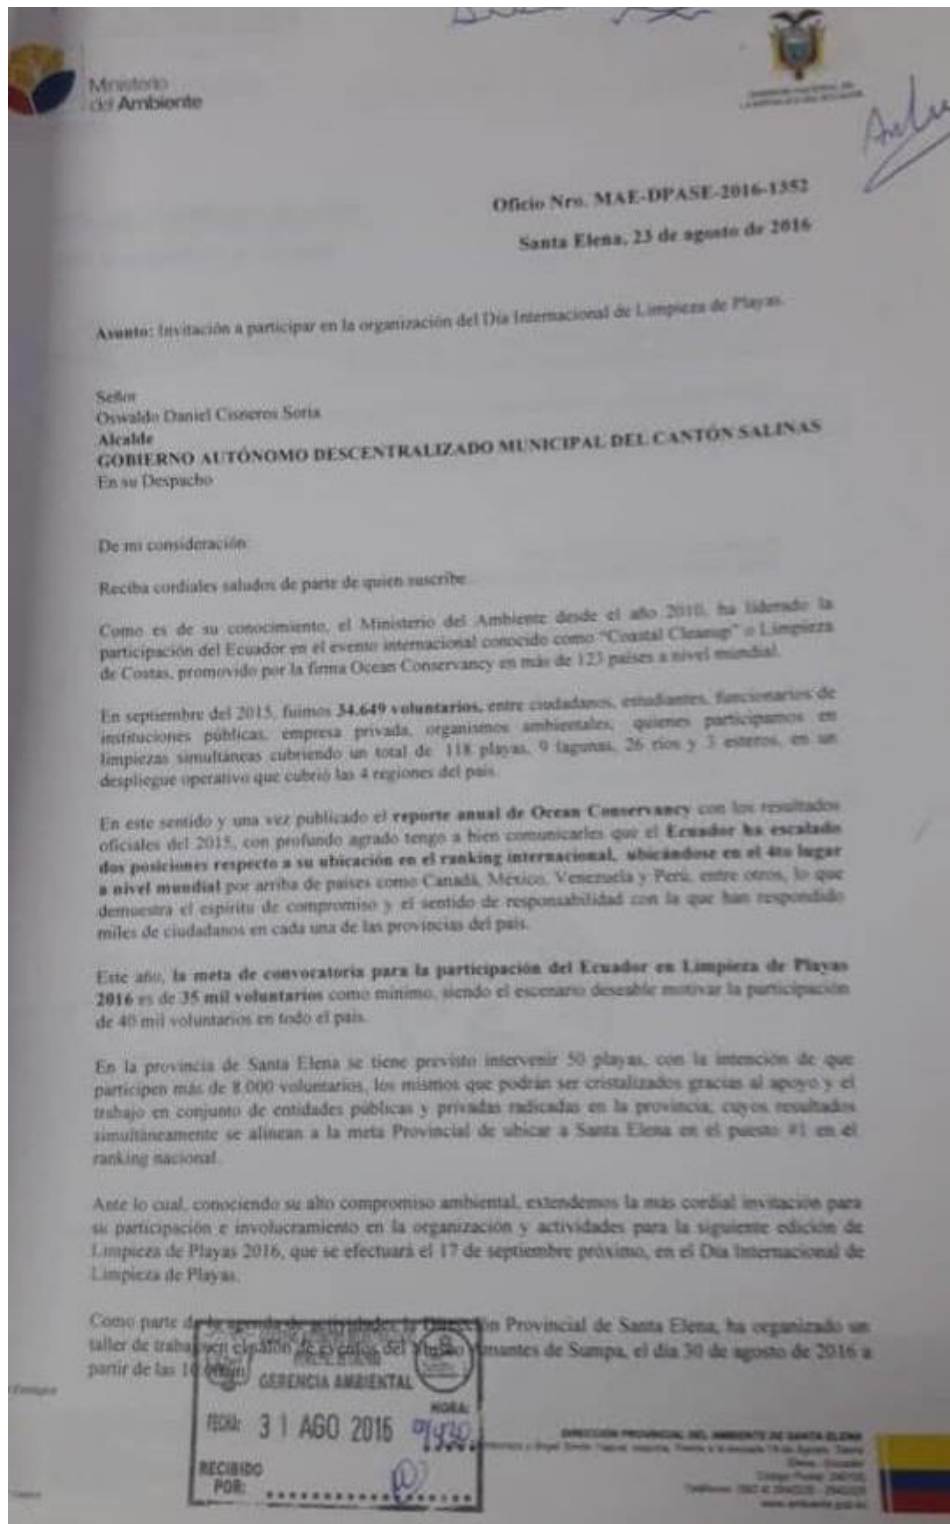 Ministerio
del Ambiente
Oficio Nro. MAE-DPASE-2016-1352
Santa Elena, 23 de agosto de 2016
Asunto: Invitación a participar en la organización del Día Internacional de Limpieza de Playas.
Señor
Oswaldo Daniel Cisneros Soria
Alcalde
GOBIERNO AUTÓNOMO DESCENTRALIZADO MUNICIPAL DEL CANTÓN SALINAS
En su Despacho
De mi consideración:
Reciba cordiales saludos de parte de quien suscribe.
Como es de su conocimiento, el Ministerio del Ambiente desde el año 2010, ha liderado la
participación del Ecuador en el evento internacional conocido como "Coastal Cleanup" o Limpieza
de Costas, promovido por la firma Ocean Conservancy en más de 123 países a nivel mundial.
En septiembre del 2015, fuimos 34.649 voluntarios, entre ciudadanos, estudiantes, funcionarios de
instituciones públicas, empresa privada, organismos ambientales, quienes participamos en
limpiezas simultáneas cubriendo un total de 118 playas, 9 lagunas, 26 ríos y 3 esteros, en un
despliegue operativo que cubrió las 4 regiones del país.
En este sentido y una vez publicado el reporte anual de Ocean Conservancy con los resultados
oficiales del 2015, con profundo agrado tengo a bien comunicarles que el Ecuador ha escalado
dos posiciones respecto a su ubicación en el ranking internacional, ubicándose en el 4to lugar
a nivel mundial por arriba de países como Canadá, México, Venezuela y Perú, entre otros, lo que
demuestra el espíritu de compromiso y el sentido de responsabilidad con la que han respondido
miles de ciudadanos en cada una de las provincias del país.
Este año, la meta de convocatoria para la participación del Ecuador en Limpieza de Playas
2016 es de 35 mil voluntarios como mínimo, siendo el escenario deseable motivar la participación
de 40 mil voluntarios en todo el país.
En la provincia de Santa Elena se tiene previsto intervenir 50 playas, con la intención de que
participen más de 8.000 voluntarios, los mismos que podrán ser cristalizados gracias al apoyo y el
trabajo en conjunto de entidades públicas y privadas radicadas en la provincia, cuyos resultados
simultáneamente se alinean a la meta Provincial de ubicar a Santa Elena en el puesto #1 en el
ranking nacional.
Ante lo cual, conociendo su alto compromiso ambiental, extendemos la más cordial invitación para
su participación e involucramiento en la organización y actividades para la siguiente edición de
Limpieza de Playas 2016, que se efectuará el 17 de septiembre próximo, en el Día Internacional de
Limpieza de Playas.
Como parte de la agenda de actividades la Dirección Provincial de Santa Elena, ha organizado un
taller de trabajo en el salón de eventos del Museo Amantes de Sumpa, el día 30 de agosto de 2016 a
partir de las
GERENCIA AMBIENTAL
FECHA: 31 AGO 2016 HORA:
RECIBIDO
POR:
DIRECCIÓN PROVINCIAL DEL AMBIENTE DE SANTA ELENA
Elena - Ecuador
www.ambiente.gob.ec